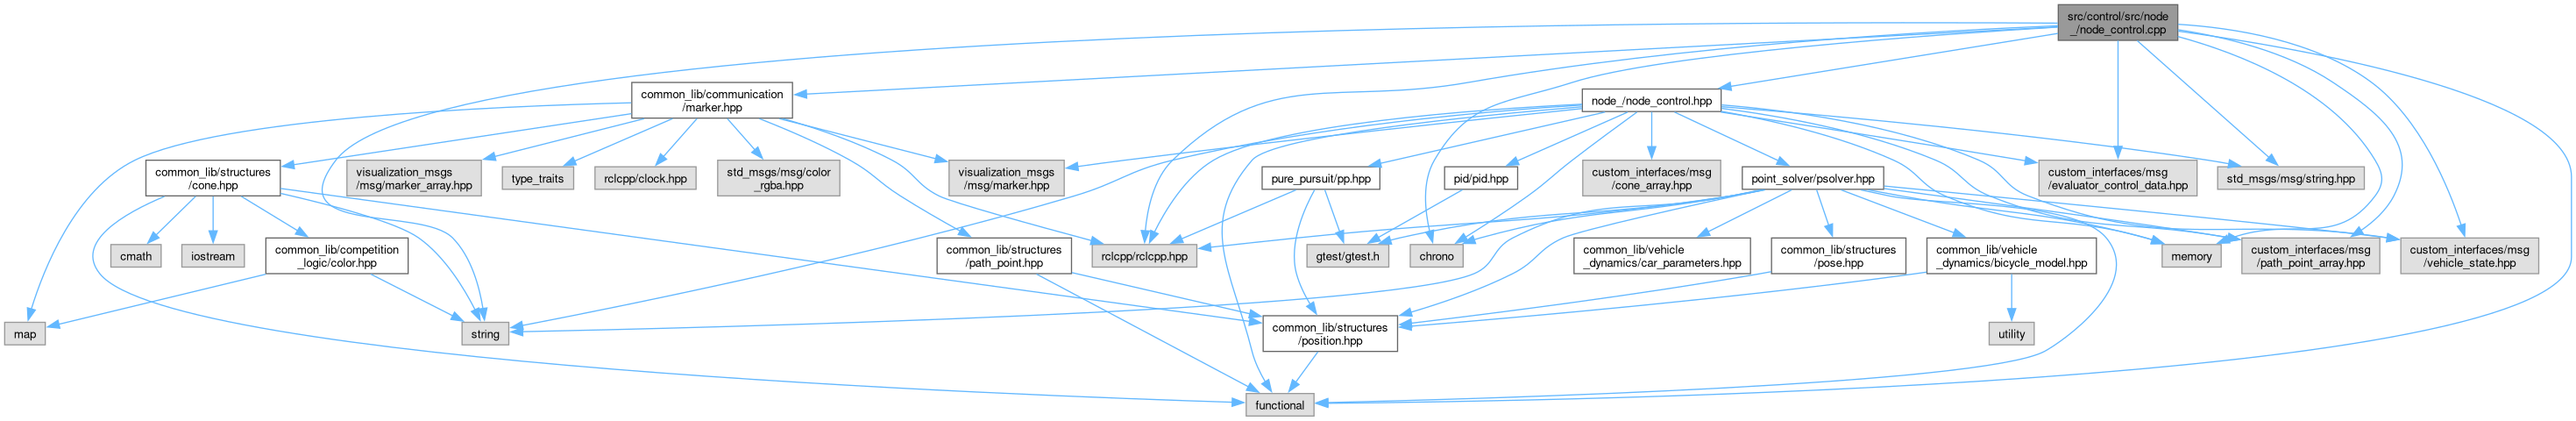 src/control/src/node
_/node_control.cpp
common_lib/communication
/marker.hpp
node_/node_control.hpp
common_lib/structures
/cone.hpp
visualization_msgs
/msg/marker_array.hpp
type_traits
rclcpp/clock.hpp
std_msgs/msg/color
_rgba.hpp
visualization_msgs
/msg/marker.hpp
pure_pursuit/pp.hpp
pid/pid.hpp
custom_interfaces/msg
/cone_array.hpp
point_solver/psolver.hpp
custom_interfaces/msg
/evaluator_control_data.hpp
std_msgs/msg/string.hpp
cmath
iostream
common_lib/competition
_logic/color.hpp
common_lib/structures
/path_point.hpp
rclcpp/rclcpp.hpp
gtest/gtest.h
chrono
common_lib/vehicle
_dynamics/car_parameters.hpp
common_lib/structures
/pose.hpp
common_lib/vehicle
_dynamics/bicycle_model.hpp
memory
custom_interfaces/msg
/path_point_array.hpp
custom_interfaces/msg
/vehicle_state.hpp
map
string
common_lib/structures
/position.hpp
utility
functional